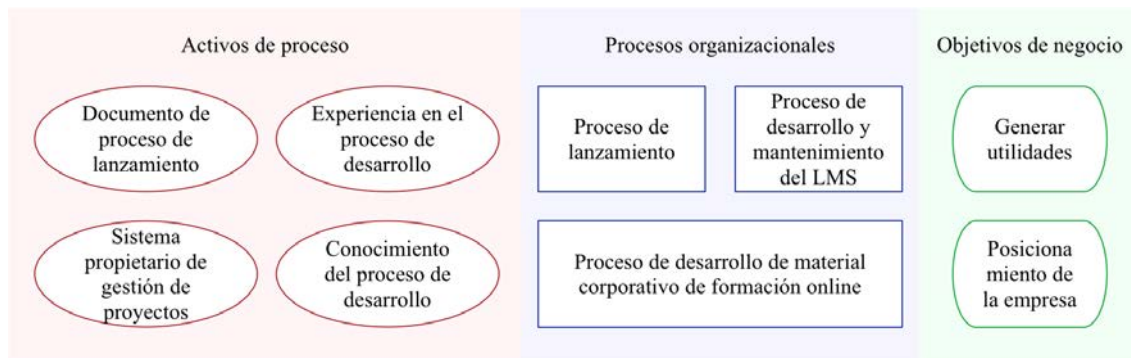 Activos de proceso
Procesos organizacionales
Objetivos de negocio
Documento de
proceso de
lanzamiento
Experiencia en el
proceso de
desarrollo
Proceso de
lanzamiento
Proceso de
desarrollo y
mantenimiento
del LMS
Generar
utilidades
Sistema
propietario de
gestión de
proyectos
Conocimiento
del proceso de
desarrollo
Proceso de desarrollo de material
corporativo de formación online
Posiciona
miento de
la empresa